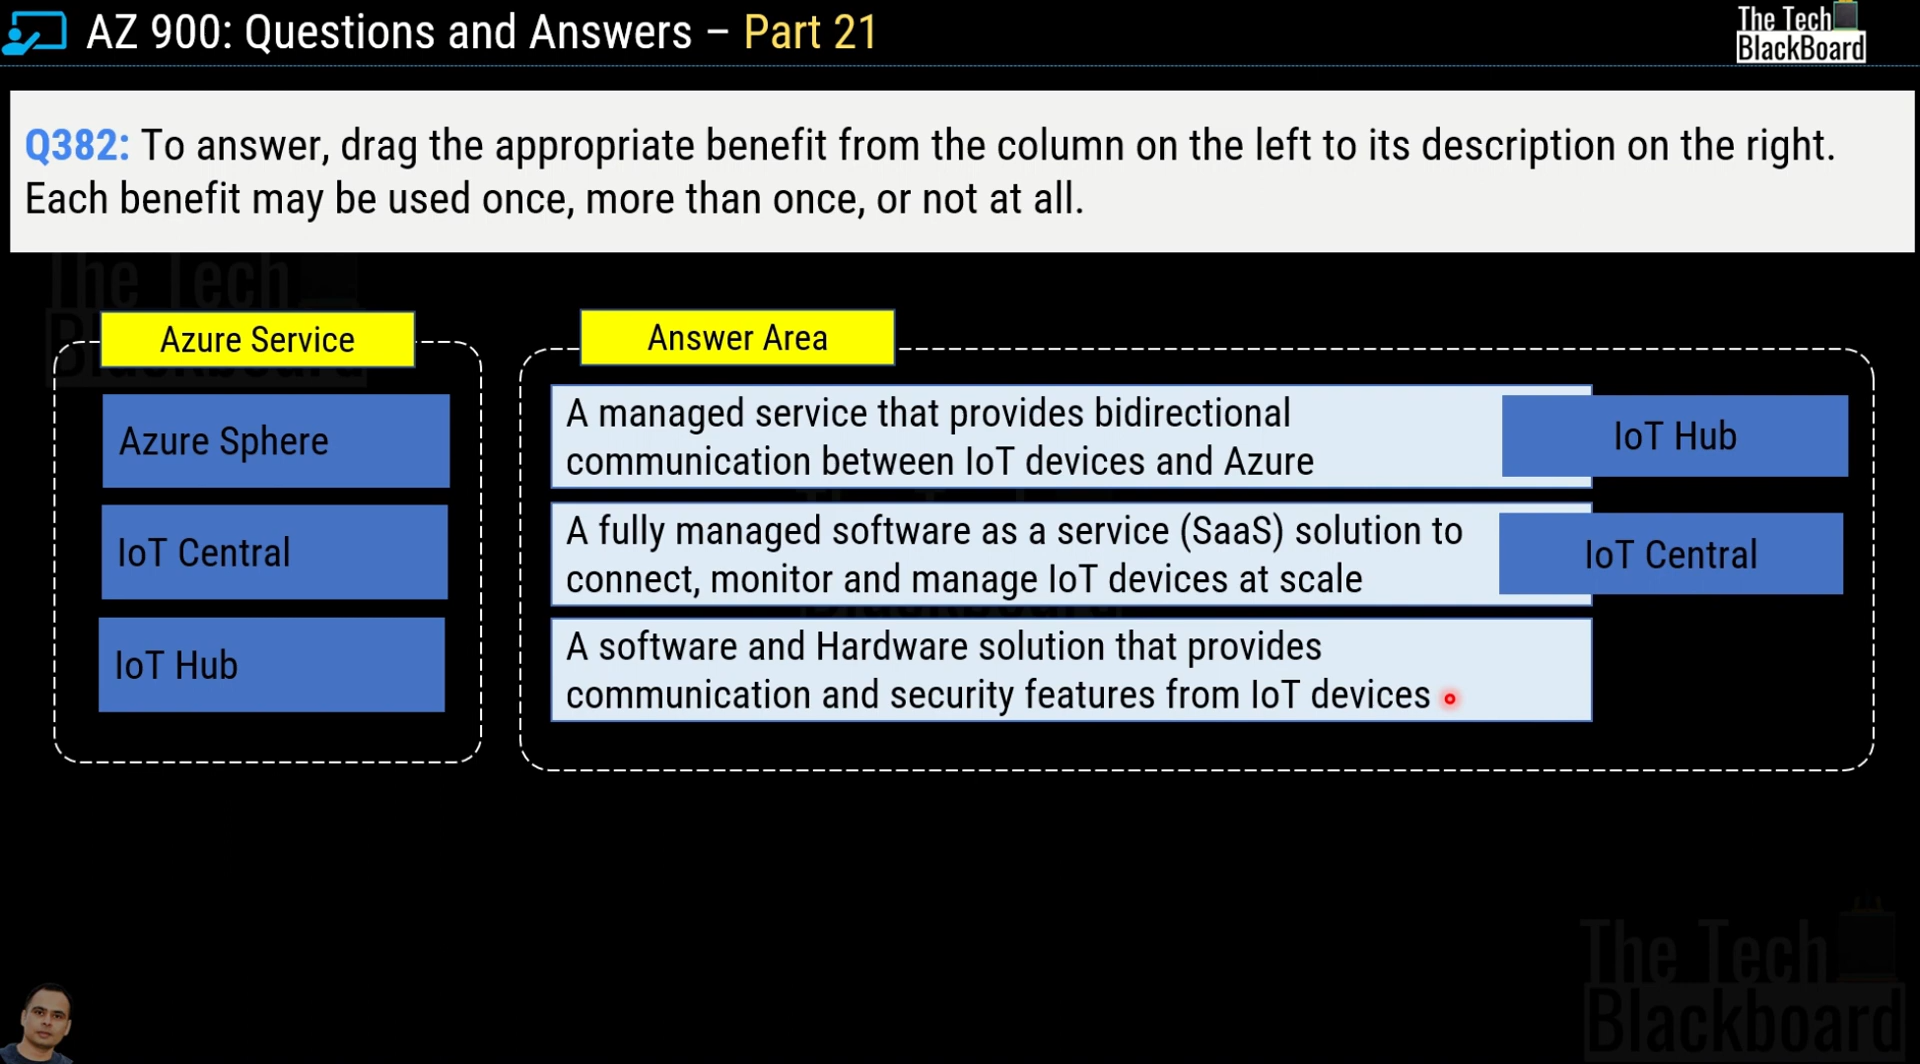 AZ 900: Questions and Answers – Part 21
The Tech
BlackBoard
Q382: To answer, drag the appropriate benefit from the column on the left to its description on the right.
Each benefit may be used once, more than once, or not at all.
Azure Service
Azure Sphere
IoT Central
IoT Hub
Answer Area
A managed service that provides bidirectional
communication between IoT devices and Azure
IoT Hub
A fully managed software as a service (SaaS) solution to
connect, monitor and manage IoT devices at scale
IoT Central
A software and Hardware solution that provides
communication and security features from IoT devices
The Tech
Blackboard